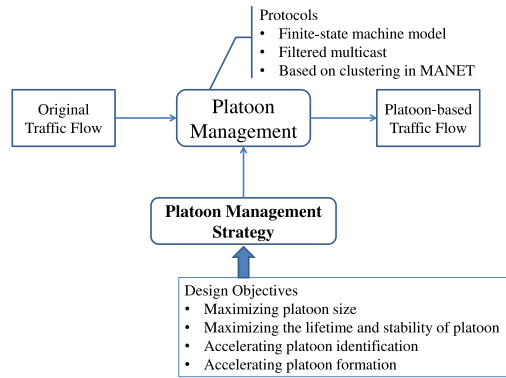 Protocols
• Finite-state machine model
• Filtered multicast
• Based on clustering in MANET
Original
Traffic Flow
Platoon
Management
Platoon-based
Traffic Flow
Platoon Management
Strategy
Design Objectives
• Maximizing platoon size
• Maximizing the lifetime and stability of platoon
• Accelerating platoon identification
• Accelerating platoon formation